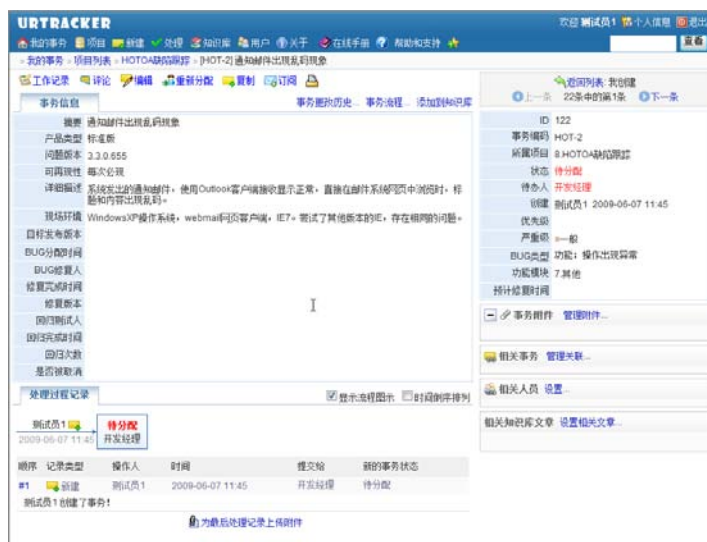 URTRACKER
欢迎 测试员1 个人信息 退出
我的事务 项目 新建 处理 知识库 用户 关于 在线手册 帮助和支持 查看
我的事务 » 项目列表 » HOTOA缺陷跟踪 » [HOT-2]通知邮件出现乱码现象
工作记录 评论 编辑 重新分配 复制 订阅
事务信息 事务更改历史... 事务流程... 添加到知识库
摘要 通知邮件出现乱码现象
产品类型 标准版
问题版本 3.3.0.655
可再现性 每次必现
详细描述 系统发出的通知邮件，使用Outlook客户端接收显示正常，直接在邮件系统网页中浏览时，标
题和内容出现乱码。
现场环境 WindowsXP操作系统，webmail网页客户端，IE7。尝试了其他版本的IE，存在相同的问题。
目标发布版本
BUG分配时间
BUG修复人
修复完成时间
修复版本
回归测试人
回归完成时间
回归次数
是否被取消
处理过程记录 显示流程图示 时间倒序排列
测试员1
2009-06-07 11:45
待分配
开发经理
顺序 记录类型 操作人 时间 提交给 新的事务状态
#1 新建 测试员1 2009-06-07 11:45 开发经理 待分配
测试员1创建了事务!
为最后处理记录上传附件
返回列表: 我创建
上一条 22条中的第1条 下一条
ID 122
事务编码 HOT-2
所属项目 8.HOTOA缺陷跟踪
状态 待分配
待办人 开发经理
创建 测试员1 2009-06-07 11:45
优先级
严重级 一般
BUG类型 功能：操作出现异常
功能模块 7.其他
预计修复时间
事务附件 管理附件...
相关事务 管理关联...
相关人员 设置...
相关知识库文章 设置相关文章...